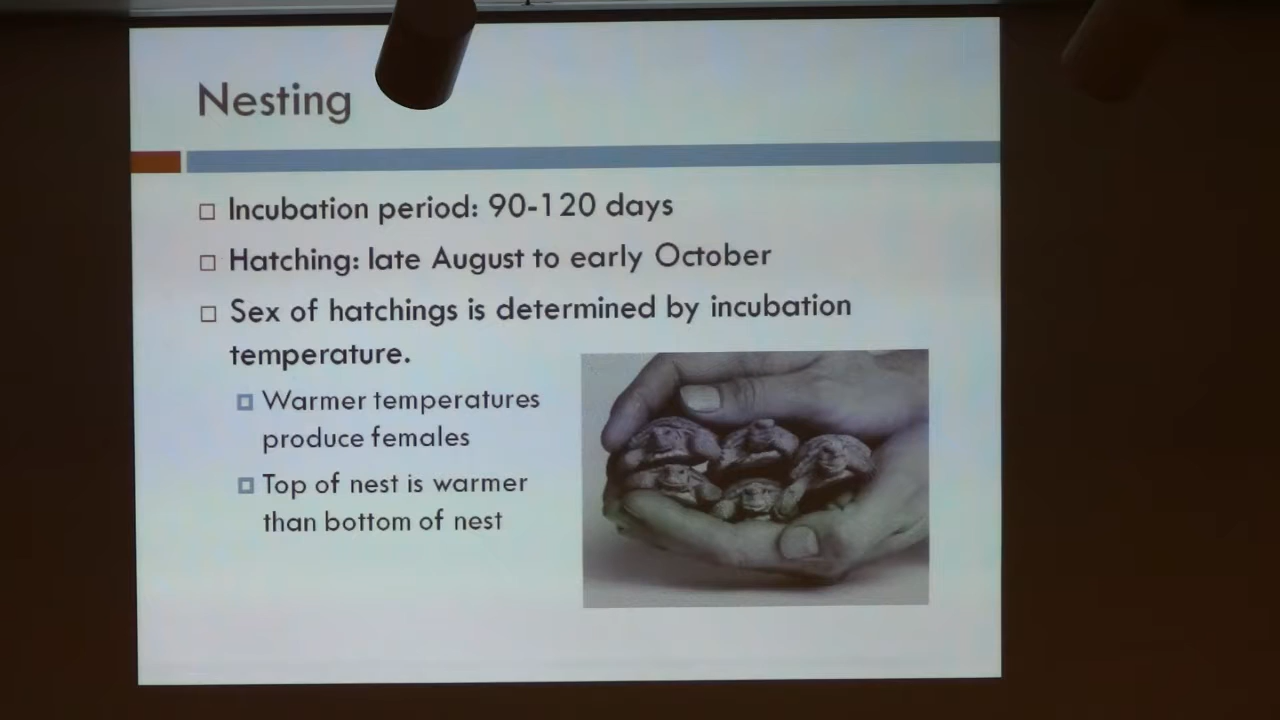 Nesting
Incubation period: 90-120 days
Hatching: late August to early October
Sex of hatchings is determined by incubation
temperature.
Warmer temperatures
produce females
Top of nest is warmer
than bottom of nest